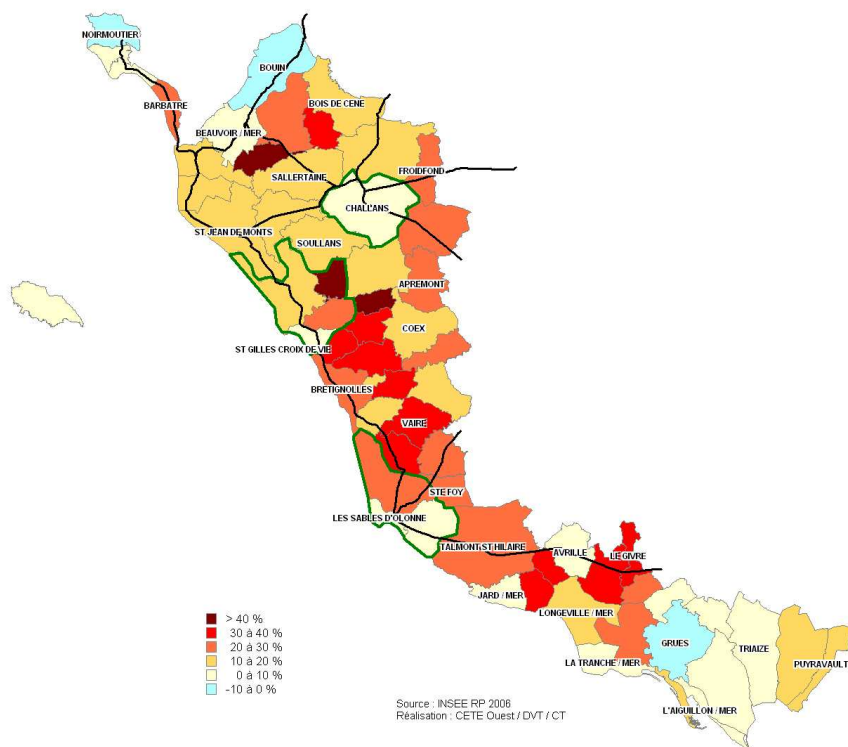 NOIRMOUTIER
BOUIN
BARBATRE
BOIS DE CENE
BEAUVOIR / MER
SALLERTAINE
FROIDFOND
CHALLANS
ST JEAN DE MONTS
SOULLANS
APREMONT
COEX
ST GILLES CROIX DE VIE
BRETIGNOLLES
VAIRE
STE FOY
LES SABLES D'OLONNE
TALMONT ST HILAIRE
AVRILLE
LE GIVRE
JARD / MER
LONGEVILLE / MER
GRUES
TRIAIZE
LA TRANCHE / MER
PUYRAVAULT
L'AIGUILLON / MER
> 40 %
30 à 40 %
20 à 30 %
10 à 20 %
0 à 10 %
-10 à 0 %
Source : INSEE RP 2006
Réalisation : CETE Ouest / DVT / CT